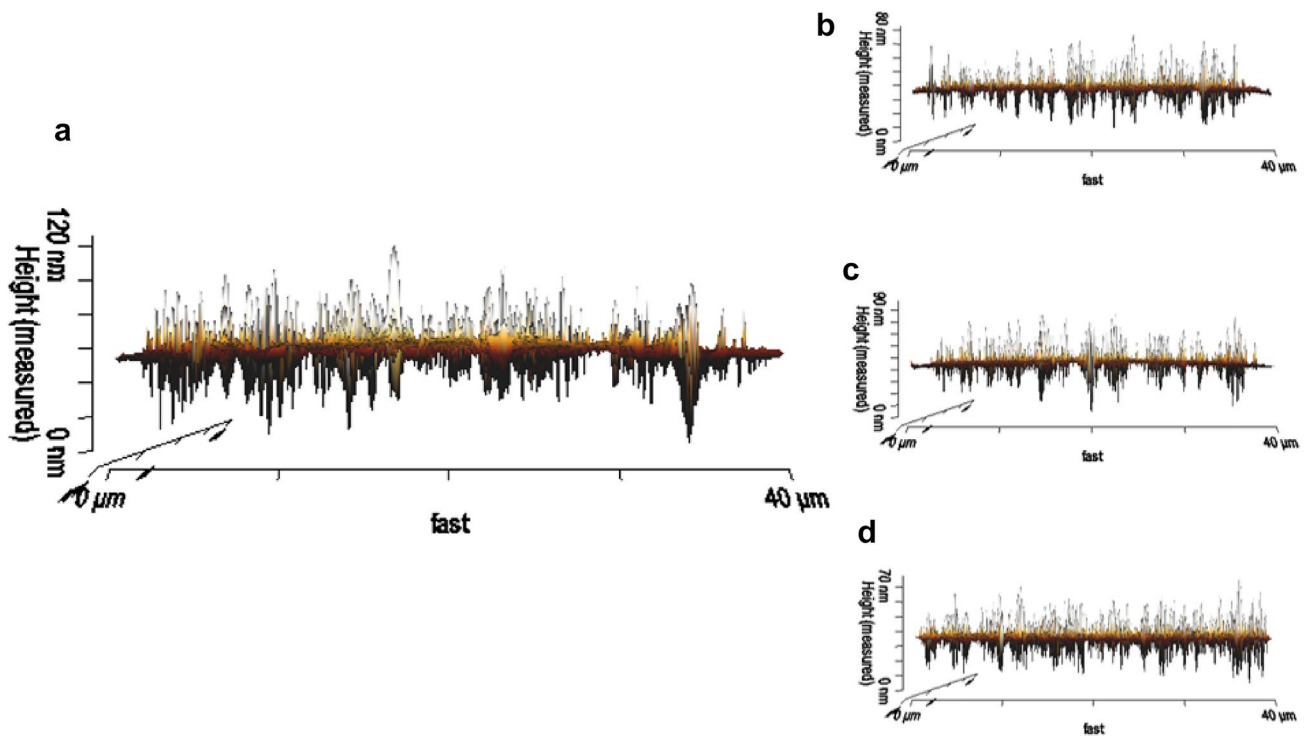 a
120 nm
Height (measured)
0 nm
0 µm
40 µm
fast
b
80 nm
Height (measured)
0 nm
0 µm
40 µm
fast
c
90 nm
Height (measured)
0 nm
0 µm
40 µm
fast
d
70 nm
Height (measured)
0 nm
0 µm
40 µm
fast